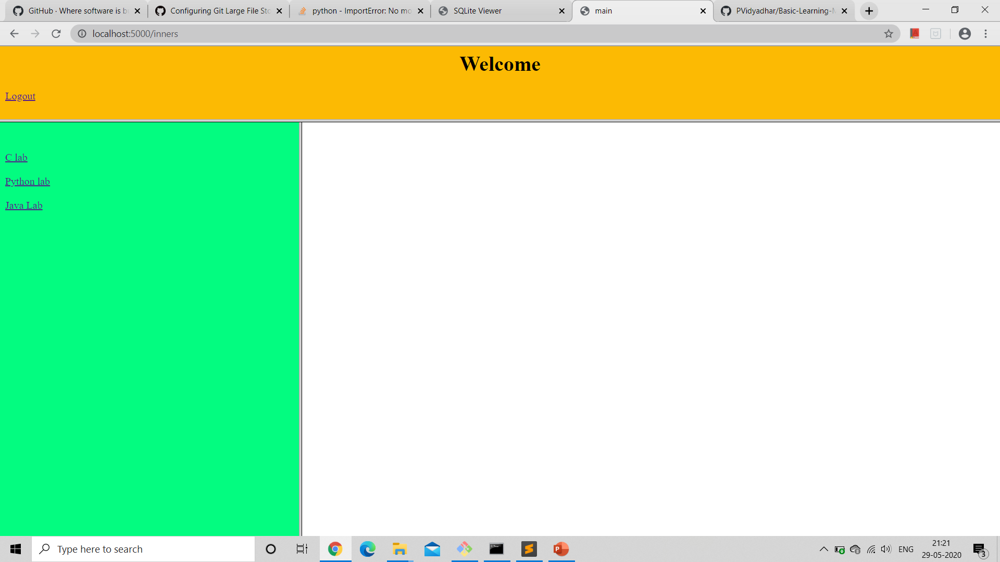 GitHub · Where software is b
Configuring Git Large File Sto
python - ImportError: No mo
SQLite Viewer
main
PVidyadhar/Basic-Learning-M
localhost:5000/inners
Welcome
Logout
C lab
Python lab
Java Lab
Type here to search
ENG
21:21
29-05-2020
3